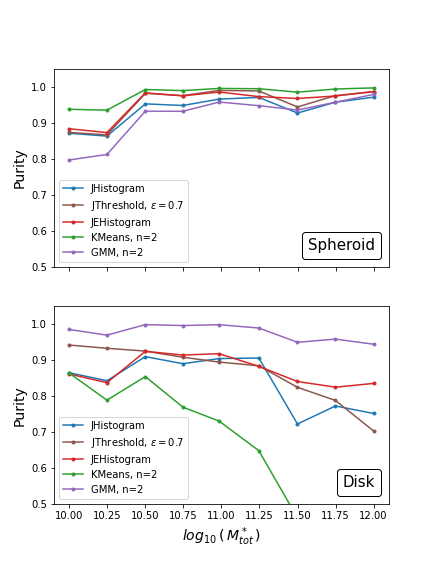 1.0
0.9
0.8
0.7
0.6
0.5
Purity
JHistogram
JThreshold, ε = 0.7
JEHistogram
KMeans, n=2
GMM, n=2
Spheroid
1.0
0.9
0.8
0.7
0.6
0.5
Purity
JHistogram
JThreshold, ε = 0.7
JEHistogram
KMeans, n=2
GMM, n=2
Disk
10.00 10.25 10.50 10.75 11.00 11.25 11.50 11.75 12.00
log₁₀ ( M*ₜₒₜ )